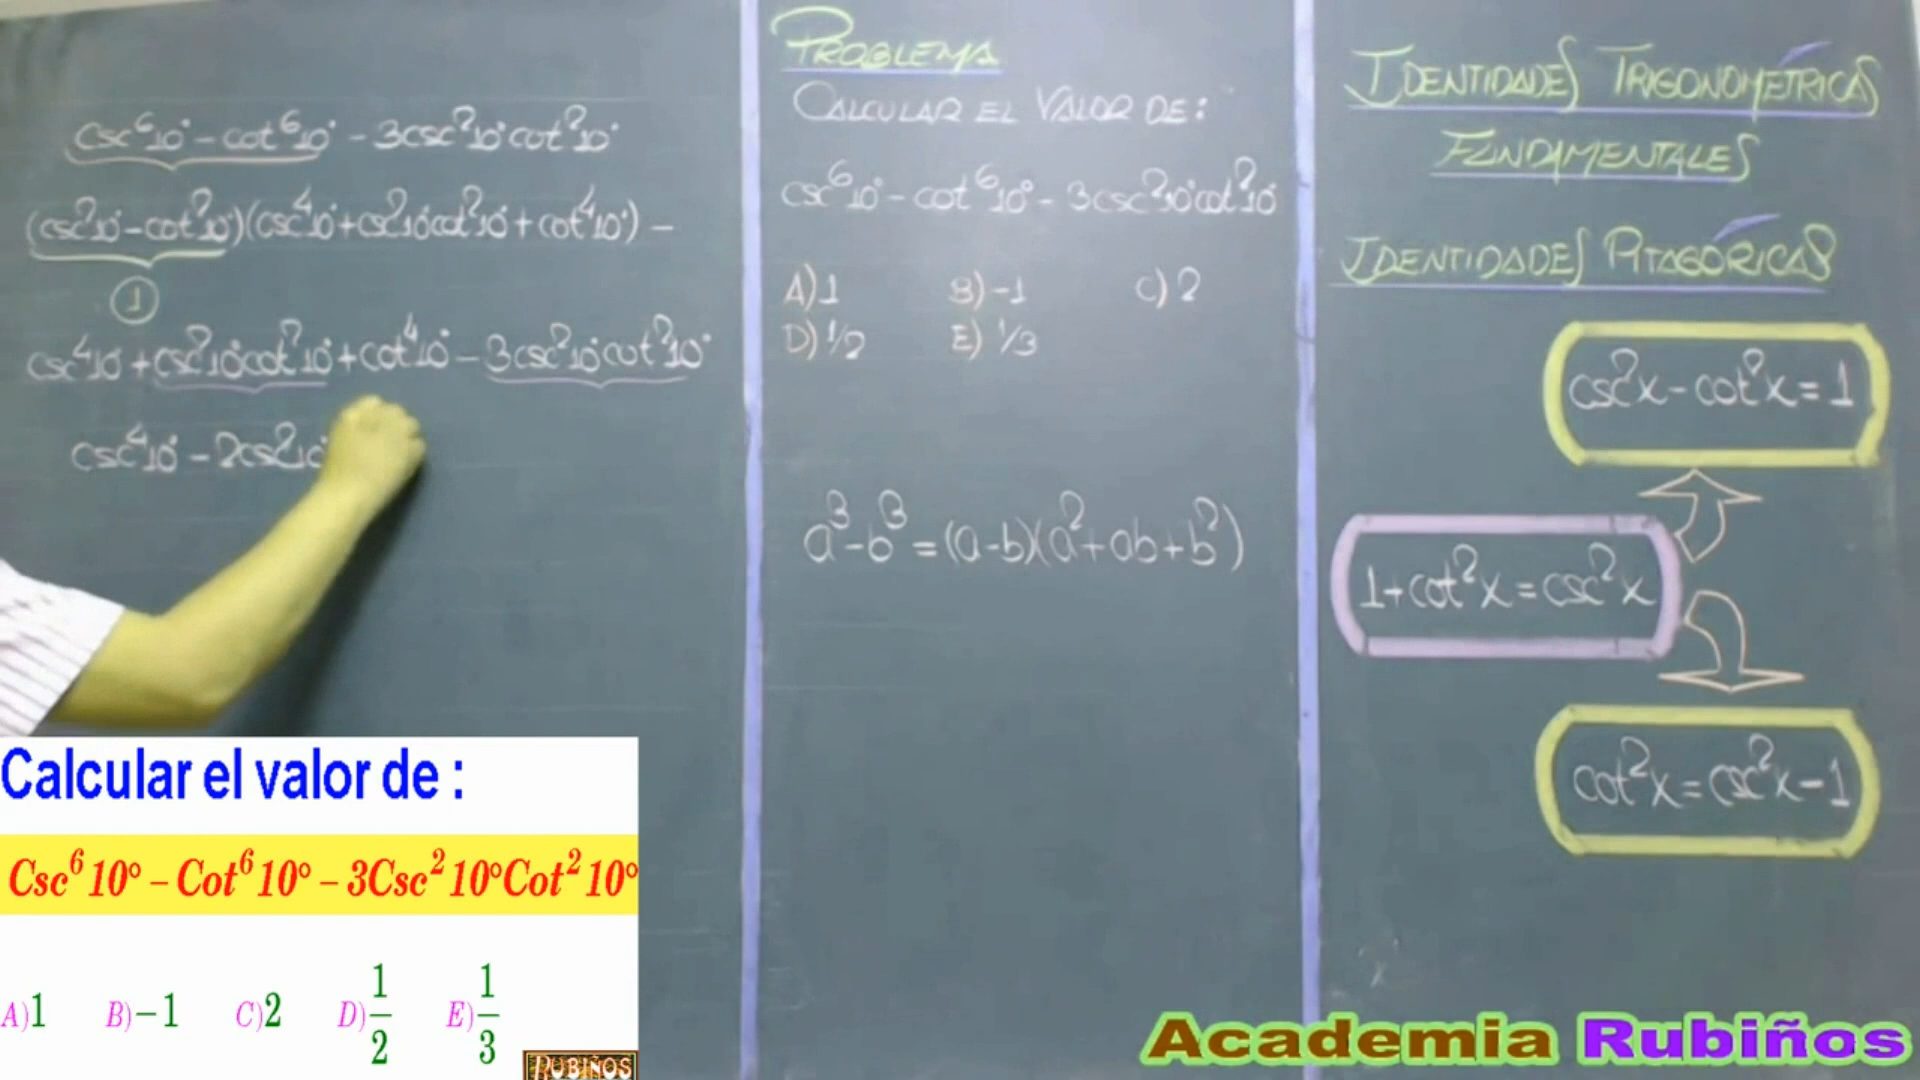 csc⁶10° - cot⁶10° - 3csc²10°cot²10°
(csc²10° - cot²10°)(csc⁴10° + csc²10°cot²10° + cot⁴10°) -
1
csc⁴10° + csc²10°cot²10° + cot⁴10° - 3csc²10°cot²10°
csc⁴10° - 2csc²10°
PROBLEMA
CALCULAR EL VALOR DE:
csc⁶10° - cot⁶10° - 3csc²10°cot²10°
A) 1 B) -1 C) 2
D) 1/2 E) 1/3
a³ - b³ = (a-b)(a² + ab + b²)
IDENTIDADES TRIGONOMÉTRICAS
FUNDAMENTALES
IDENTIDADES PITAGÓRICAS
csc²x - cot²x = 1
1 + cot²x = csc²x
cot²x = csc²x - 1
Calcular el valor de :
Csc⁶10° - Cot⁶10° - 3Csc²10°Cot²10°
A)1 B)-1 C)2 D)1/2 E)1/3
RUBIÑOS
Academia Rubiños